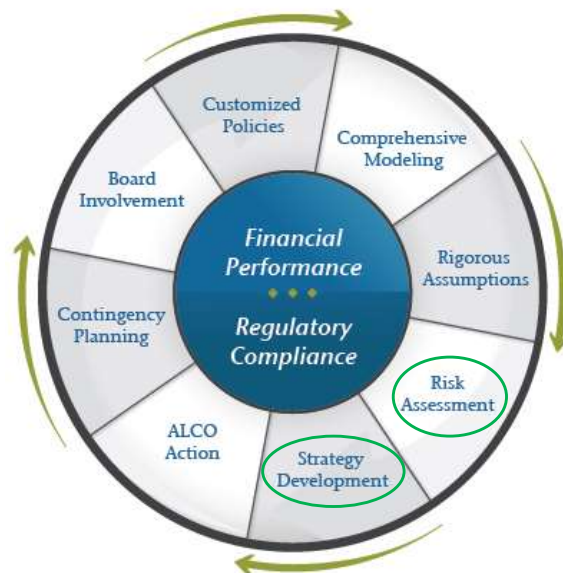 Customized
Policies
Comprehensive
Modeling
Rigorous
Assumptions
Risk
Assessment
Strategy
Development
ALCO
Action
Contingency
Planning
Board
Involvement
Financial
Performance
Regulatory
Compliance